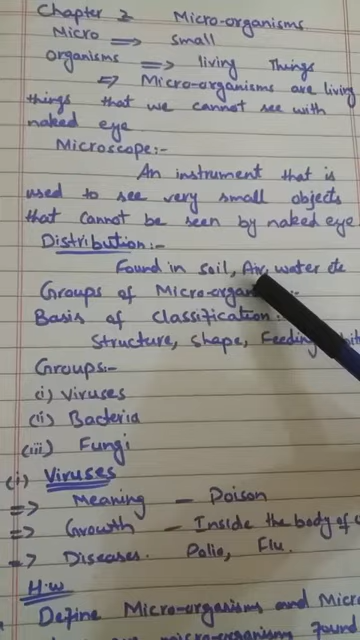 Chapter 2 Micro-organisms
Micro => small
organisms => living Things
=> Micro-organisms are living
things that we cannot see with
naked eye
Microscope:-
An instrument that is
used to see very small objects
that cannot be seen by naked eye
Distribution:-
Found in soil, Air, water etc
Groups of Micro-organ
Basis of classification:
Structure, shape, Feeding
Groups:-
(i) Viruses
(ii) Bacteria
(iii) Fungi
(i) Viruses
=> Meaning - Poison
=> Growth - Inside the body of
=> Diseases. Polio, Flu.
H.W
Define Micro-organisms and Micro
micro-organism found